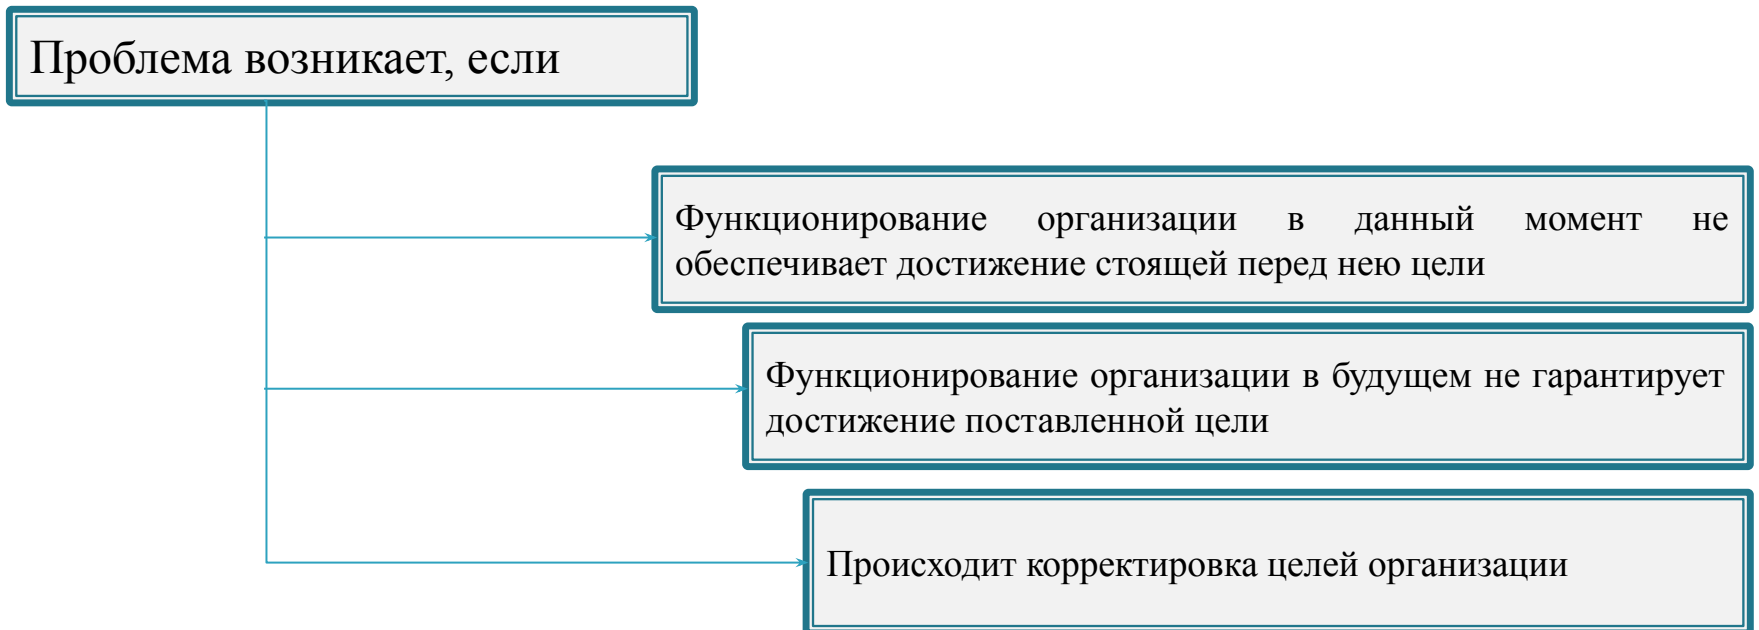 Проблема возникает, если
Функционирование организации в данный момент не
обеспечивает достижение стоящей перед нею цели
Функционирование организации в будущем не гарантирует
достижение поставленной цели
Происходит корректировка целей организации